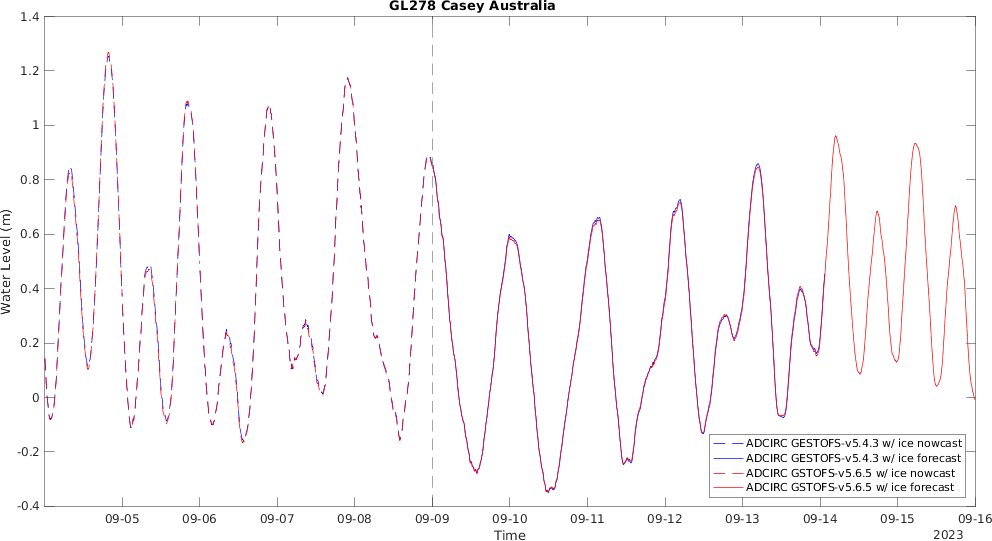 GL278 Casey Australia
1.4
1.2
1
0.8
0.6
0.4
0.2
0
-0.2
-0.4
Water Level (m)
ADCIRC GESTOFS-v5.4.3 w/ ice nowcast
ADCIRC GESTOFS-v5.4.3 w/ ice forecast
ADCIRC GSTOFS-v5.6.5 w/ ice nowcast
ADCIRC GSTOFS-v5.6.5 w/ ice forecast
09-05 09-06 09-07 09-08 09-09 09-10 09-11 09-12 09-13 09-14 09-15 09-16
Time
2023